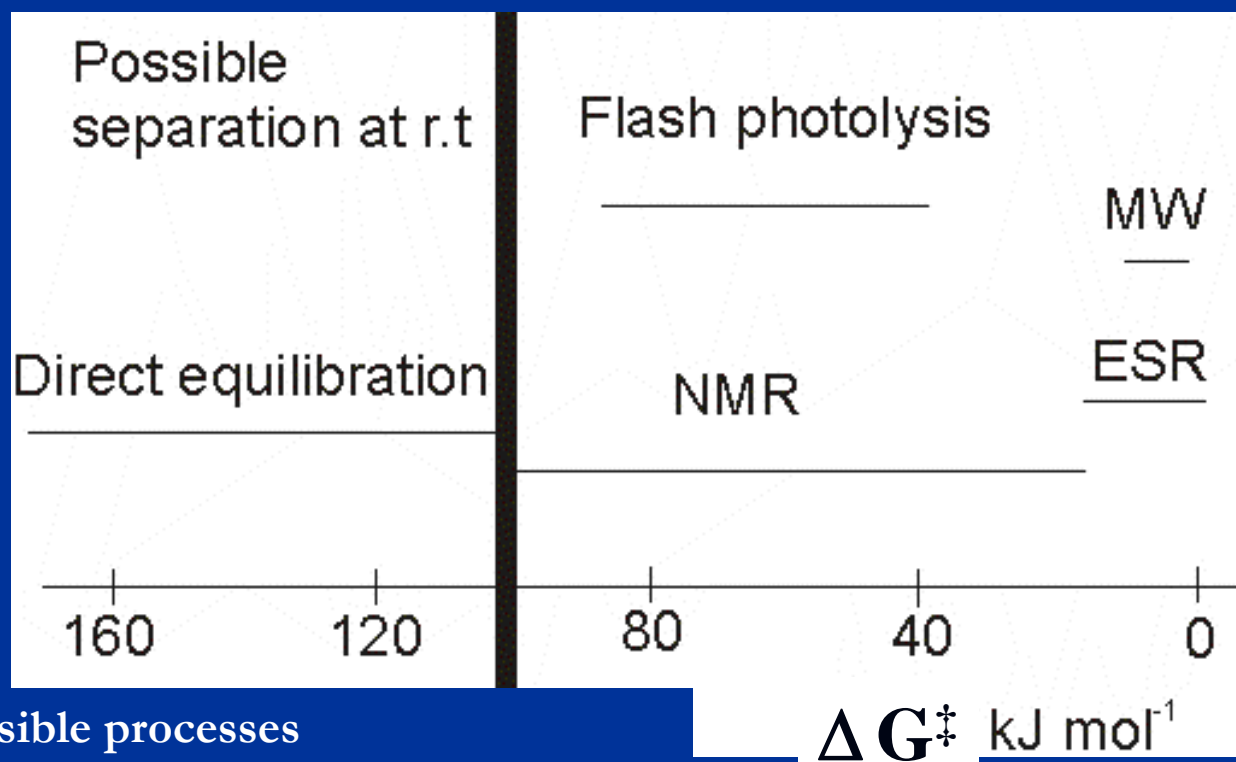 Possible
separation at r.t
Flash photolysis
MW
Direct equilibration
NMR
ESR
160 120 80 40 0
sible processes
Δ G‡ kJ mol-1